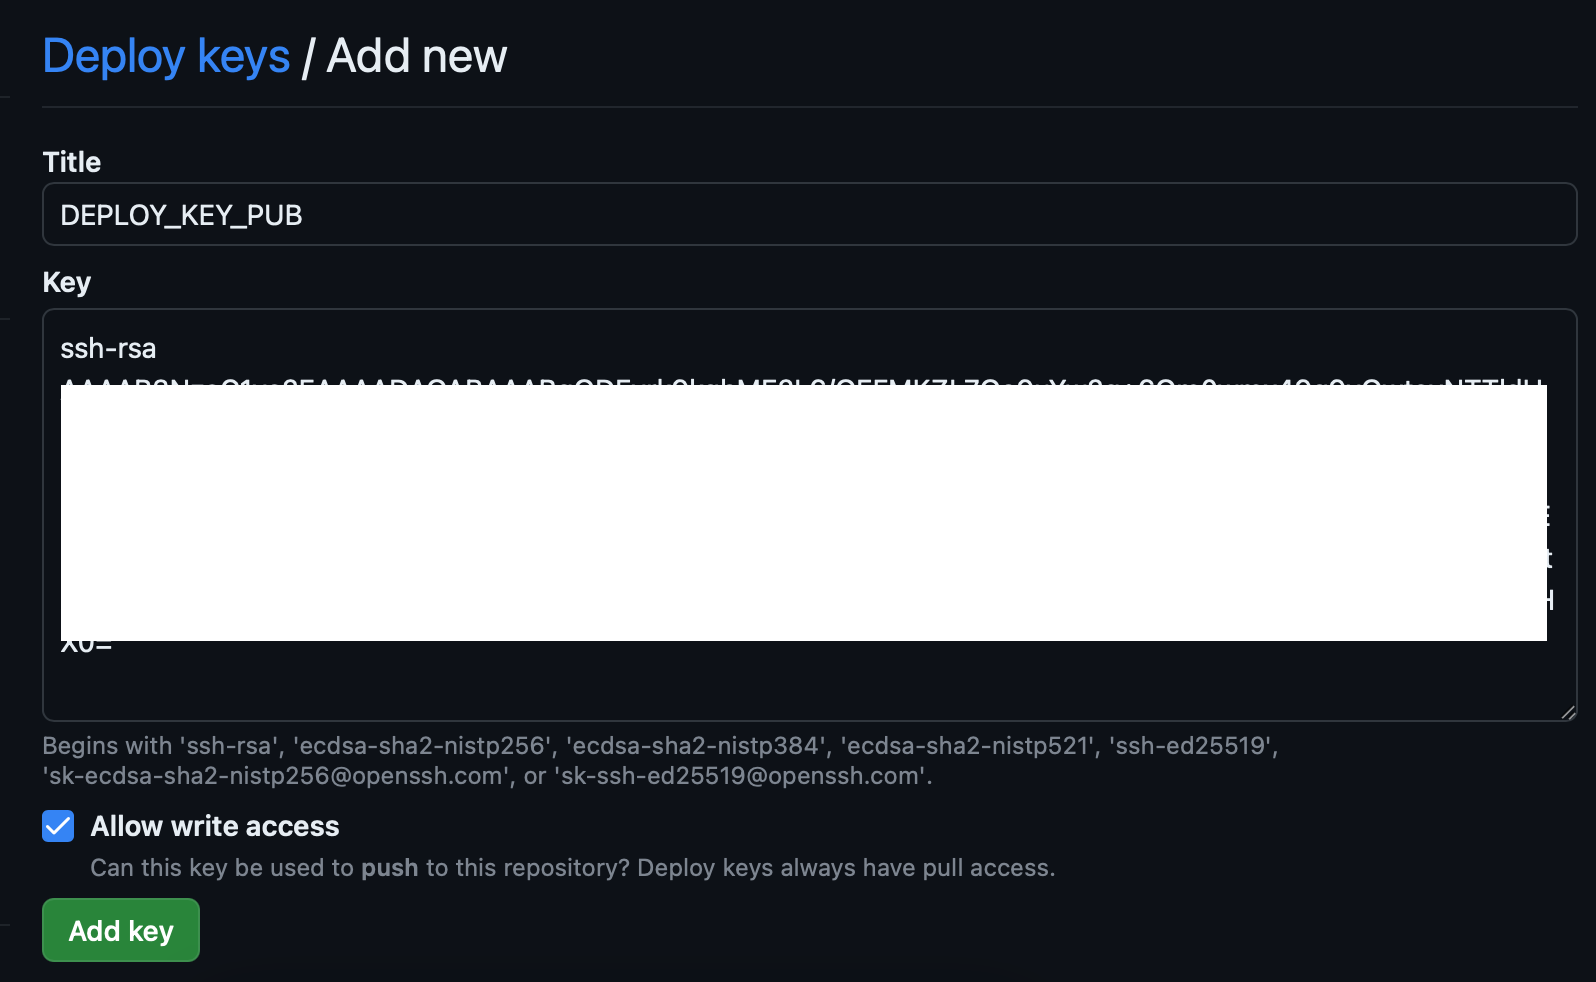 Deploy keys / Add new
Title
DEPLOY_KEY_PUB
Key
ssh-rsa
X0=
Begins with 'ssh-rsa', 'ecdsa-sha2-nistp256', 'ecdsa-sha2-nistp384', 'ecdsa-sha2-nistp521', 'ssh-ed25519',
'sk-ecdsa-sha2-nistp256@openssh.com', or 'sk-ssh-ed25519@openssh.com'.
Allow write access
Can this key be used to push to this repository? Deploy keys always have pull access.
Add key